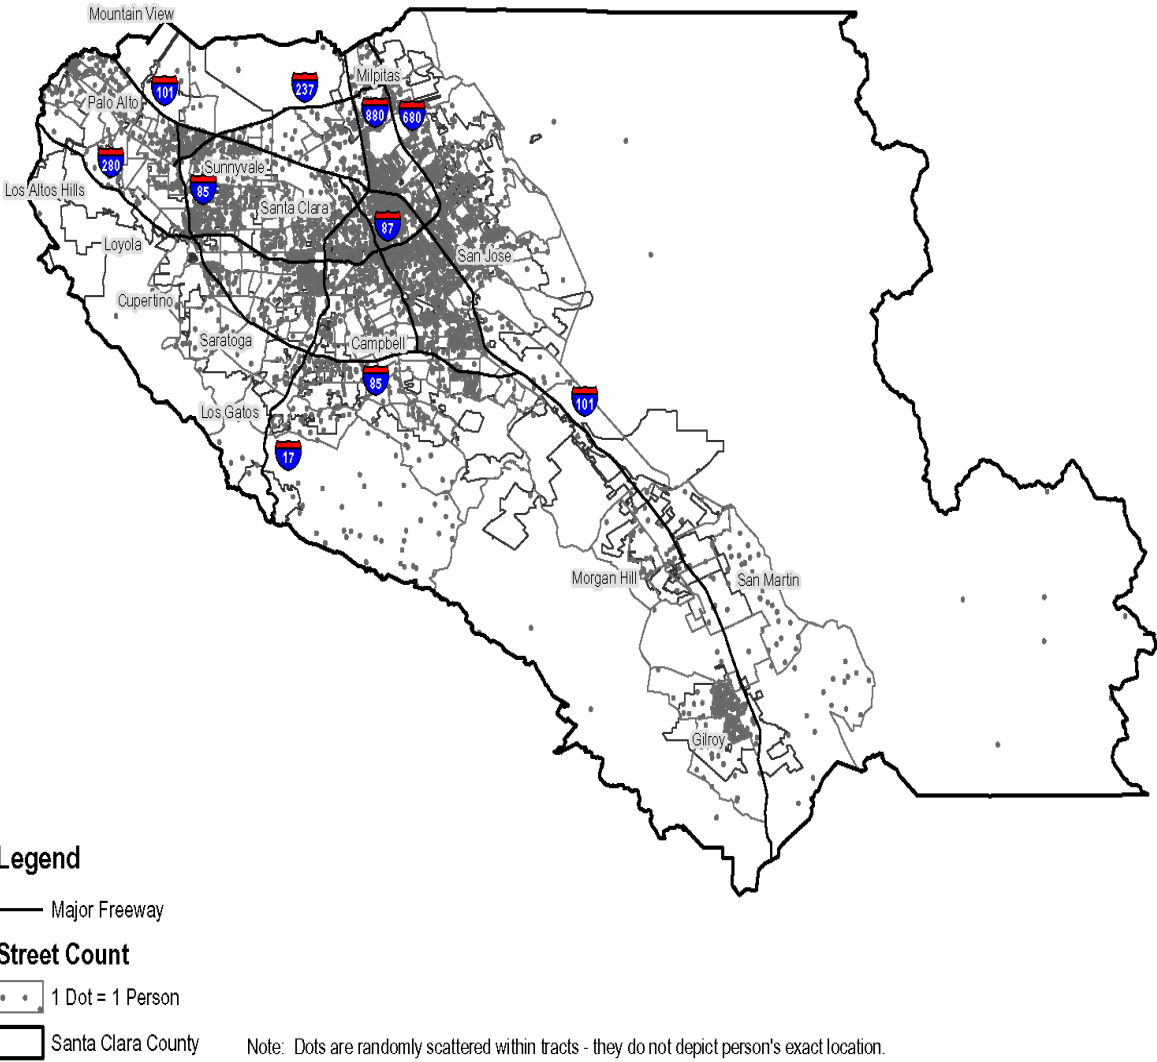 Mountain View
Milpitas
101
237
Palo Alto
880
680
280
Sunnyvale
85
Los Altos Hills
Santa Clara
87
Loyola
San Jose
Cupertino
Saratoga
Campbell
85
101
Los Gatos
17
Morgan Hill
San Martin
Gilroy
Legend
Major Freeway
Street Count
1 Dot = 1 Person
Santa Clara County
Note: Dots are randomly scattered within tracts - they do not depict person's exact location.